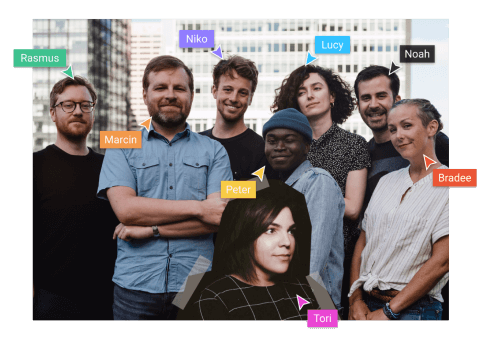 Niko
Lucy
Noah
Rasmus
Marcin
Bradee
Peter
Tori